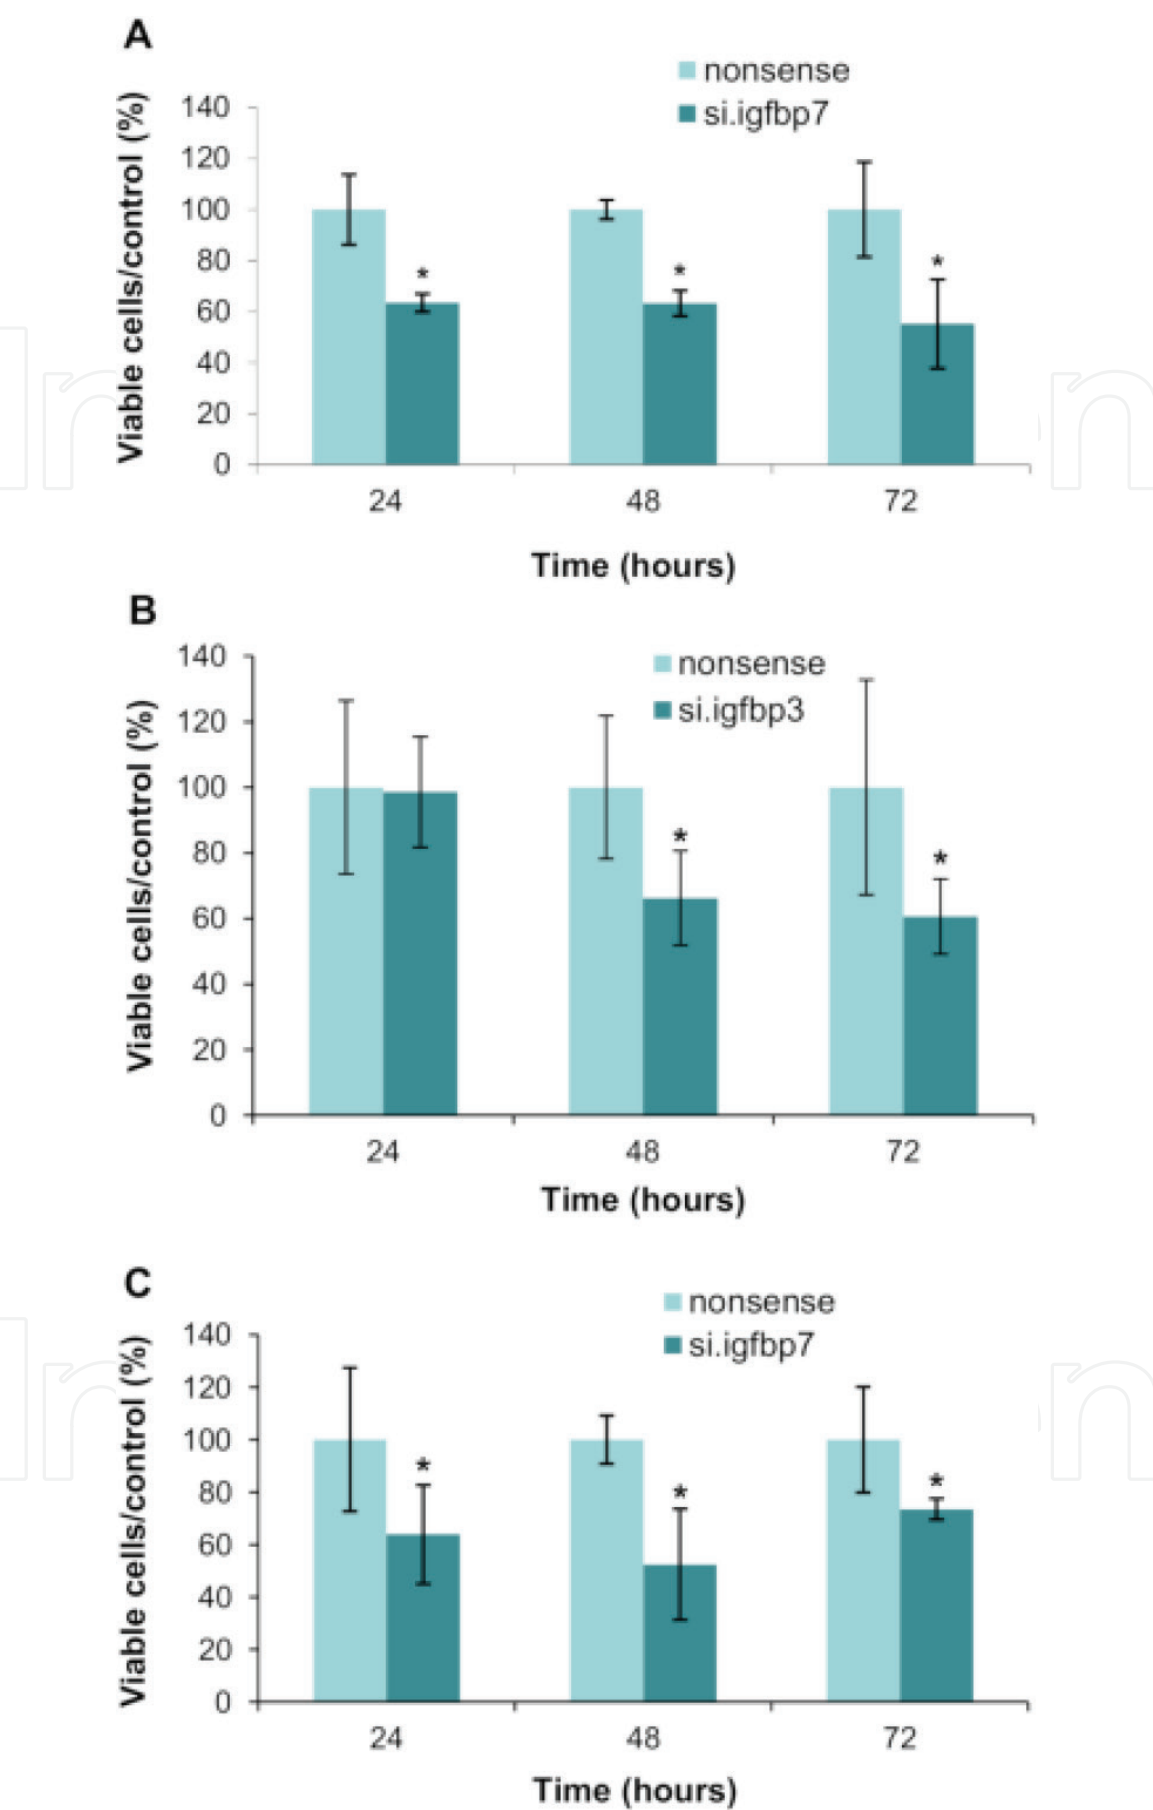 A
nonsense
si.igfbp7
Viable cells/control (%)
140
120
100
80
60
40
20
0
*
*
*
24 48 72
Time (hours)
B
nonsense
si.igfbp3
Viable cells/control (%)
140
120
100
80
60
40
20
0
*
*
24 48 72
Time (hours)
C
nonsense
si.igfbp7
Viable cells/control (%)
140
120
100
80
60
40
20
0
*
*
*
24 48 72
Time (hours)